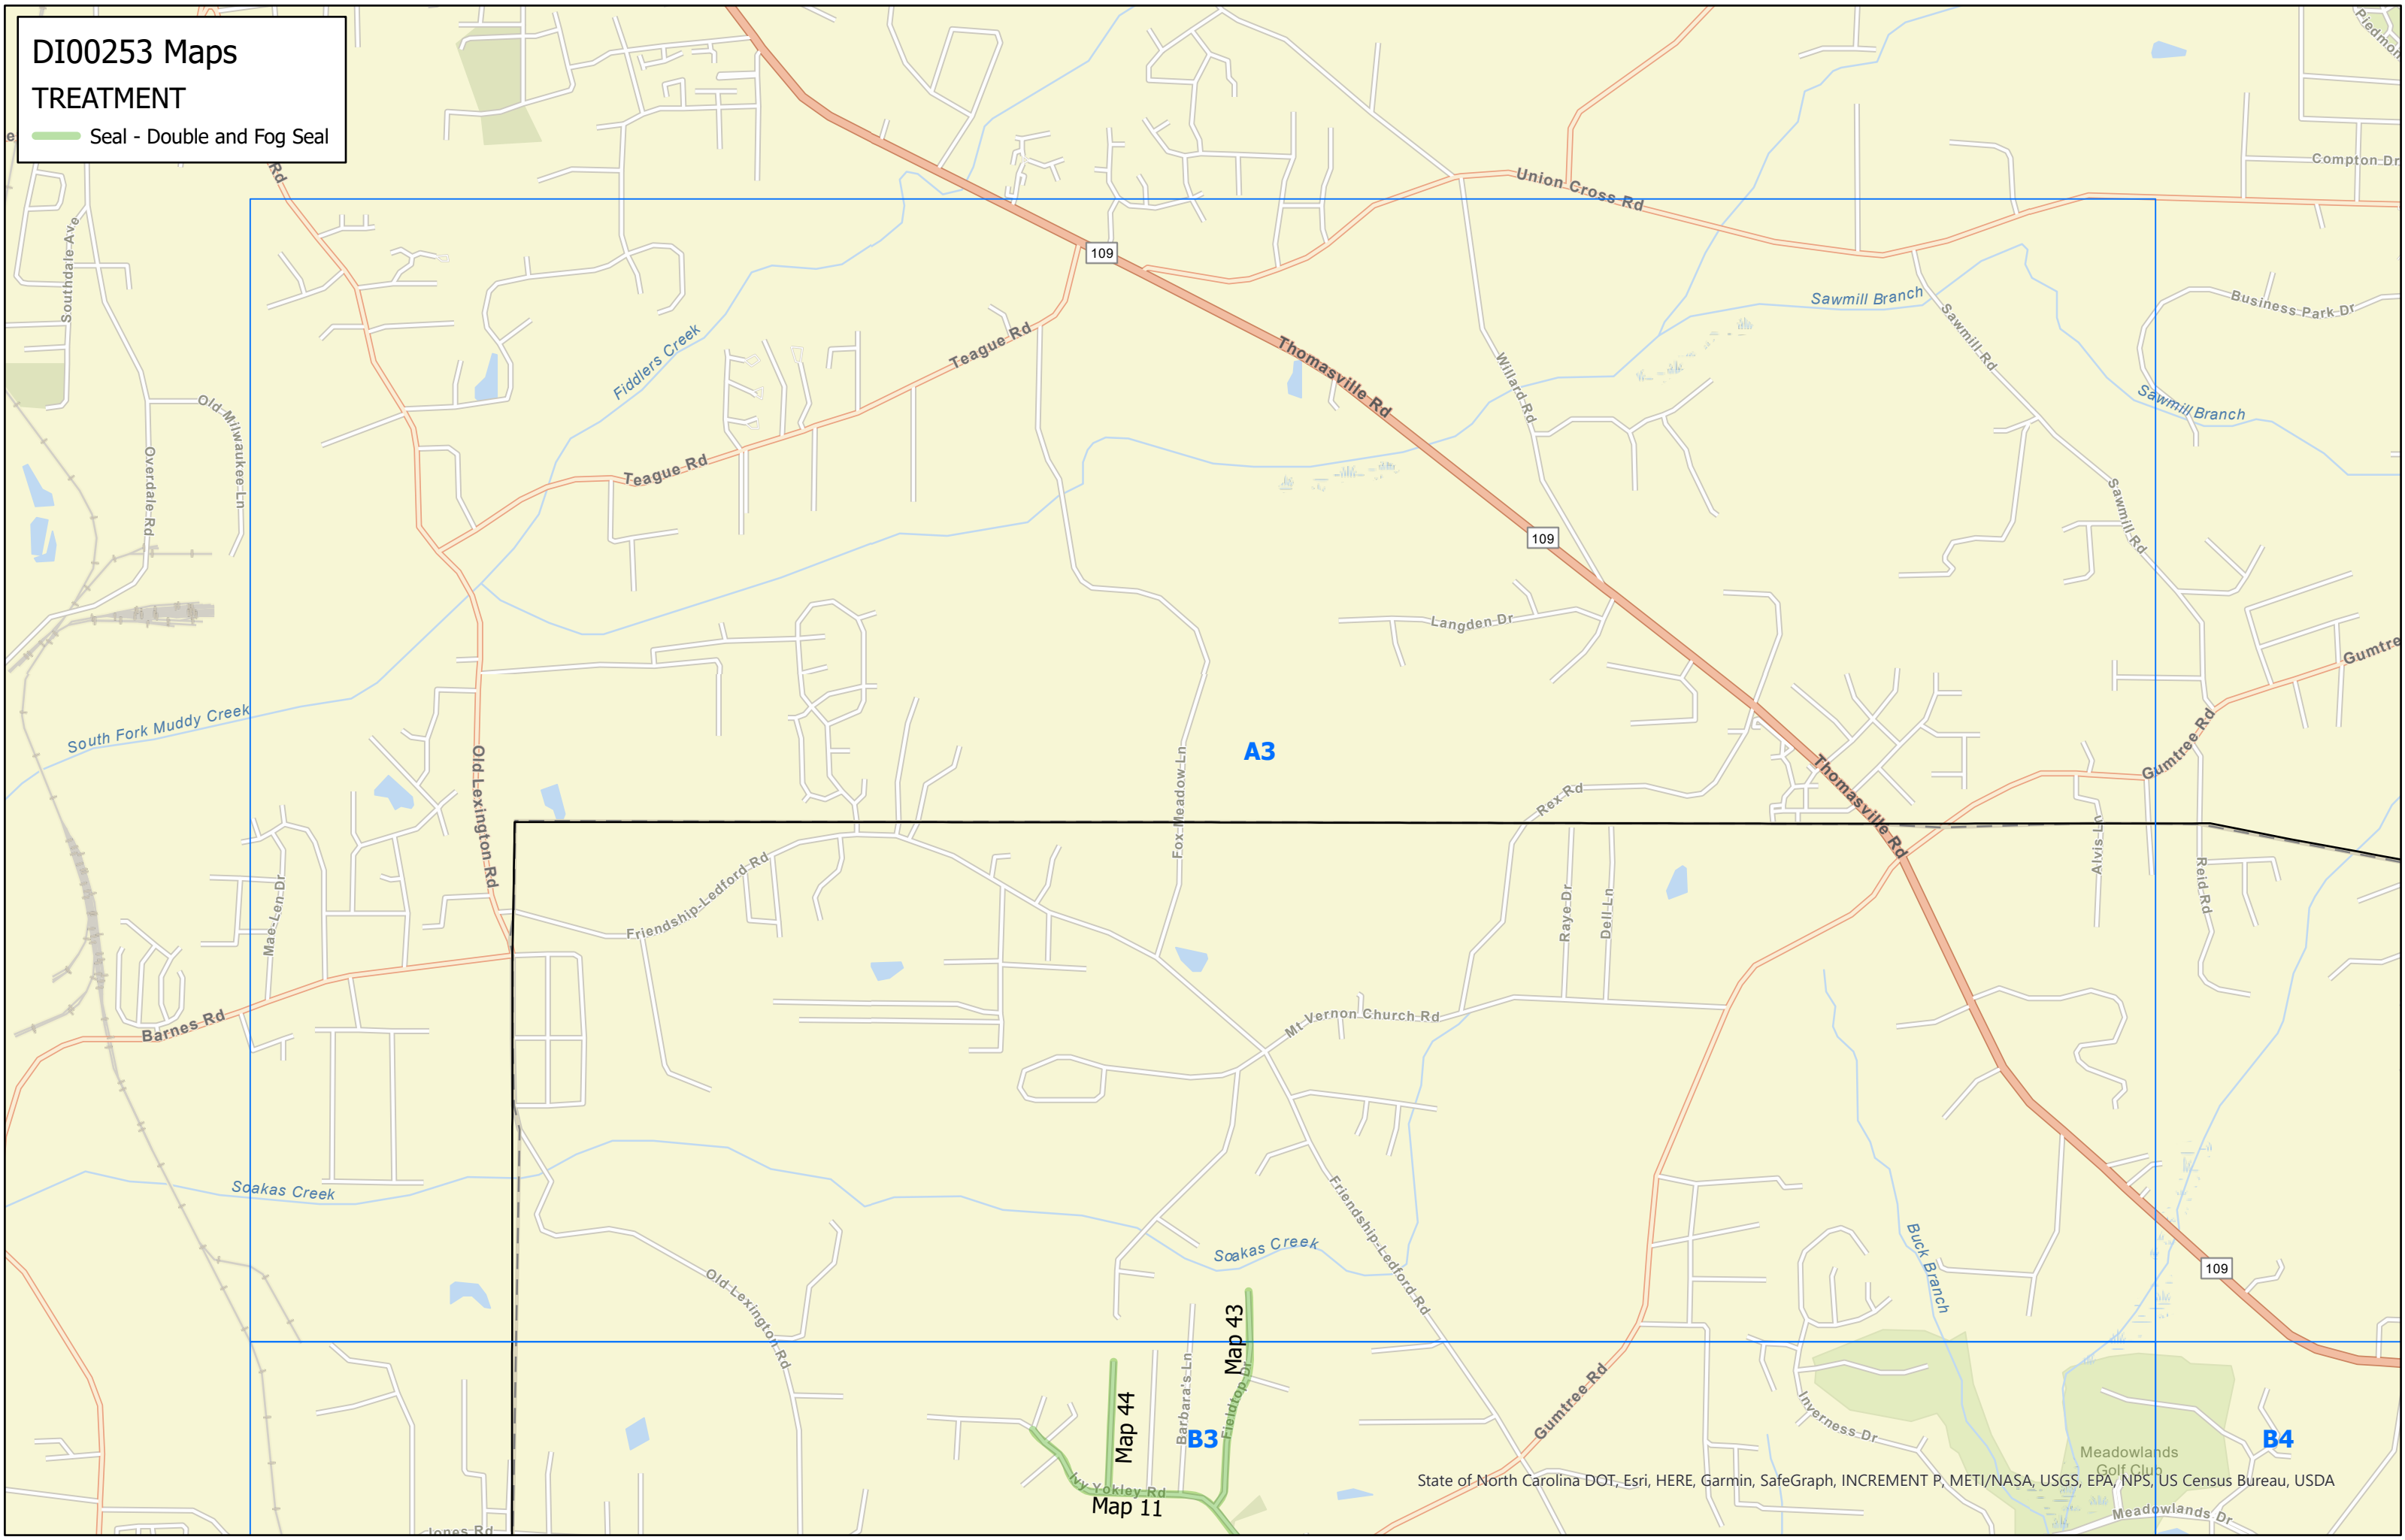 DI00253 Maps
TREATMENT
Seal - Double and Fog Seal
Rd
Piedmon
Compton Dr
Union Cross Rd
Southdale Ave
109
Business Park Dr
Sawmill Branch
Sawmill Rd
Fiddlers Creek
Teague Rd
Thomasville Rd
Willard Rd
Sawmill Branch
Old Milwaukee Ln
Overdale Rd
Teague Rd
Sawmill Rd
109
Langden Dr
Gumtre
South Fork Muddy Creek
Gumtree Rd
A3
Old Lexington Rd
Fox Meadow Ln
Rex Rd
Thomasville Rd
Alvis Ln
Reid Rd
Friendship-Ledford Rd
Mae-Len Dr
Raye Dr
Dell Ln
Barnes Rd
Mt Vernon Church Rd
Soakas Creek
Friendship-Ledford Rd
Soakas Creek
Buck Branch
109
Old Lexington Rd
Map 43
Fieldtop Dr
Map 44
Barbara's Ln
B3
Gumtree Rd
Inverness Dr
B4
Meadowlands
Golf Club
Ivy Yokley Rd
Map 11
State of North Carolina DOT, Esri, HERE, Garmin, SafeGraph, INCREMENT P, METI/NASA, USGS, EPA, NPS, US Census Bureau, USDA
Meadowlands Dr
Jones Rd